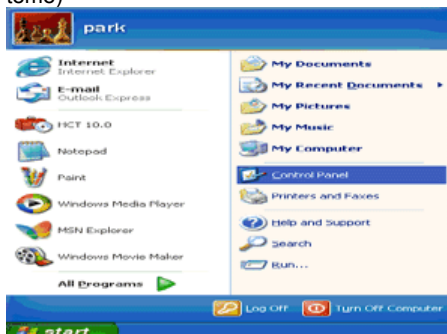 park
Internet
Internet Explorer
E-mail
Outlook Express
HCT 10.0
Notepad
Paint
Windows Media Player
MSN Explorer
Windows Movie Maker
All Programs
My Documents
My Recent Documents
My Pictures
My Music
My Computer
Control Panel
Printers and Faxes
Help and Support
Search
Run...
Log Off
Turn Off Computer
start